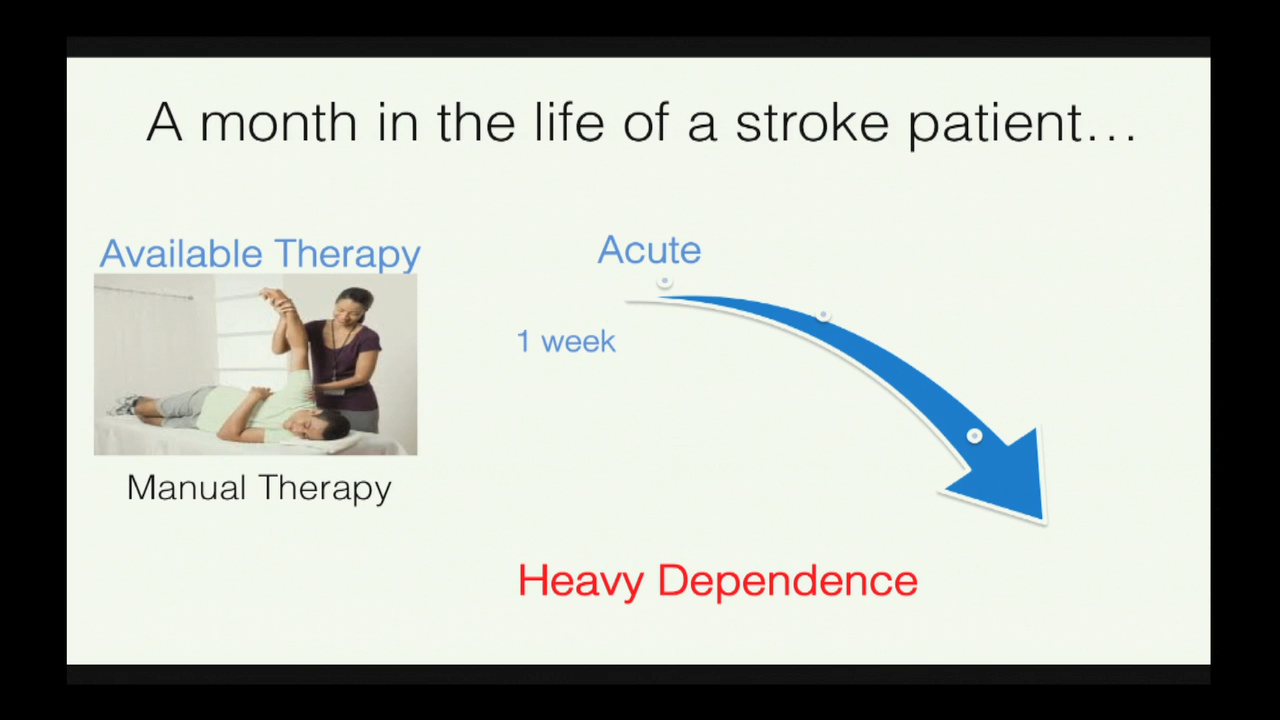 A month in the life of a stroke patient…
Available Therapy
Acute
1 week
Manual Therapy
Heavy Dependence